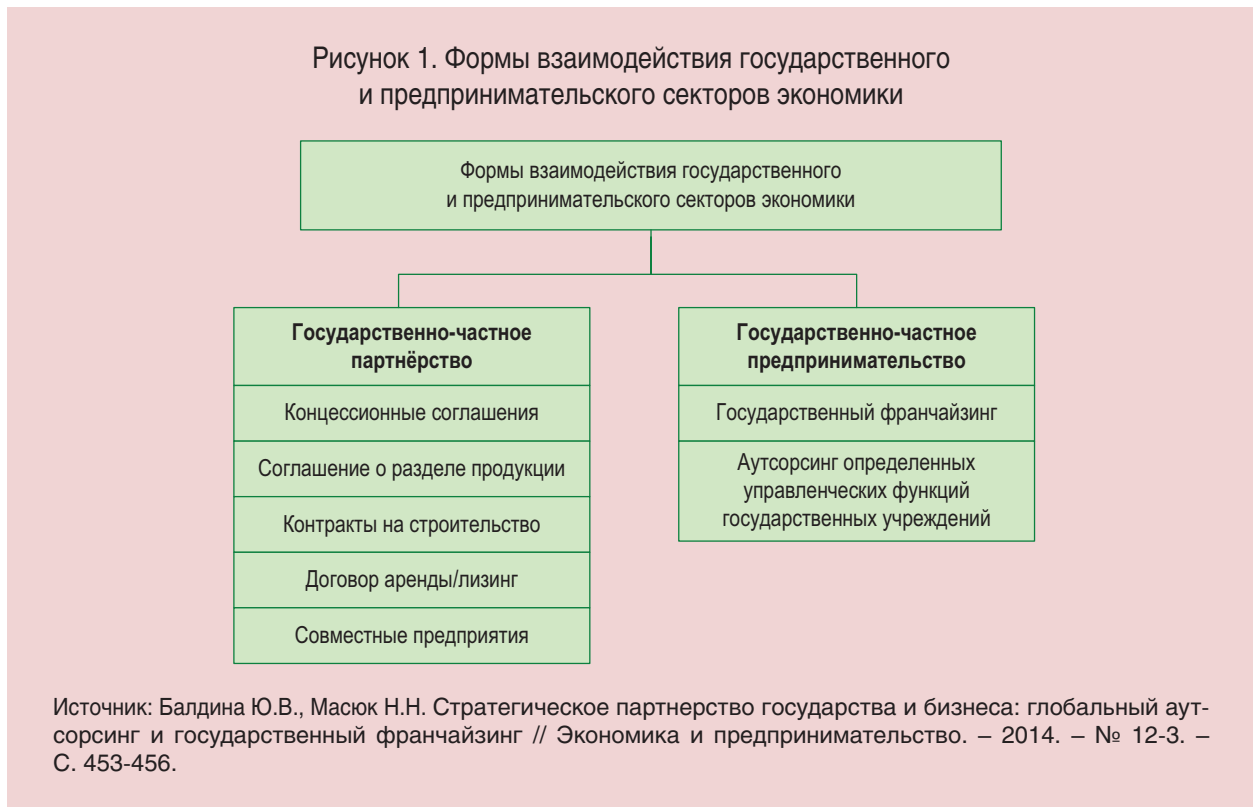 Рисунок 1. Формы взаимодействия государственного
и предпринимательского секторов экономики
Формы взаимодействия государственного
и предпринимательского секторов экономики
Государственно-частное
партнёрство
Концессионные соглашения
Соглашение о разделе продукции
Контракты на строительство
Договор аренды/лизинг
Совместные предприятия
Государственно-частное
предпринимательство
Государственный франчайзинг
Аутсорсинг определенных
управленческих функций
государственных учреждений
Источник: Балдина Ю.В., Масюк Н.Н. Стратегическое партнерство государства и бизнеса: глобальный аут-
сорсинг и государственный франчайзинг // Экономика и предпринимательство. – 2014. – № 12-3. –
С. 453-456.